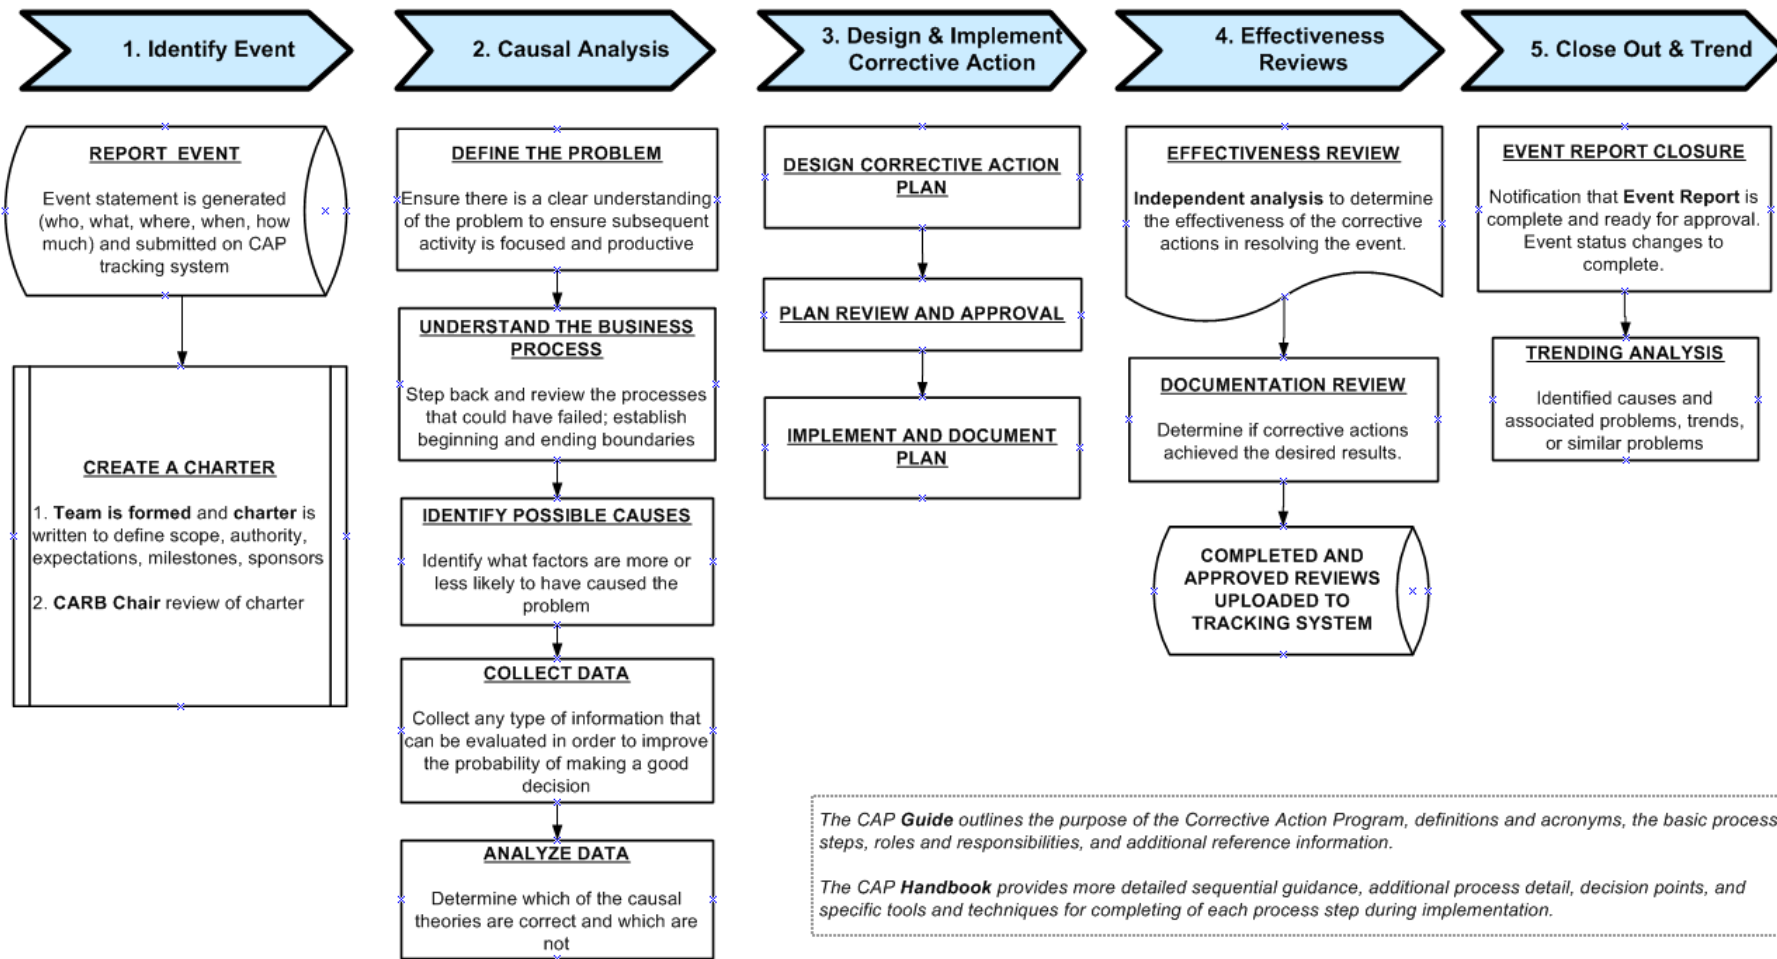 1. Identify Event
2. Causal Analysis
3. Design & Implement
Corrective Action
4. Effectiveness
Reviews
5. Close Out & Trend
REPORT EVENT
Event statement is generated
(who, what, where, when, how
much) and submitted on CAP
tracking system
CREATE A CHARTER
1. Team is formed and charter is
written to define scope, authority,
expectations, milestones, sponsors
2. CARB Chair review of charter
DEFINE THE PROBLEM
Ensure there is a clear understanding
of the problem to ensure subsequent
activity is focused and productive
UNDERSTAND THE BUSINESS
PROCESS
Step back and review the processes
that could have failed; establish
beginning and ending boundaries
IDENTIFY POSSIBLE CAUSES
Identify what factors are more or
less likely to have caused the
problem
COLLECT DATA
Collect any type of information that
can be evaluated in order to improve
the probability of making a good
decision
ANALYZE DATA
Determine which of the causal
theories are correct and which are
not
DESIGN CORRECTIVE ACTION
PLAN
PLAN REVIEW AND APPROVAL
IMPLEMENT AND DOCUMENT
PLAN
EFFECTIVENESS REVIEW
Independent analysis to determine
the effectiveness of the corrective
actions in resolving the event.
DOCUMENTATION REVIEW
Determine if corrective actions
achieved the desired results.
COMPLETED AND
APPROVED REVIEWS
UPLOADED TO
TRACKING SYSTEM
EVENT REPORT CLOSURE
Notification that Event Report is
complete and ready for approval.
Event status changes to
complete.
TRENDING ANALYSIS
Identified causes and
associated problems, trends,
or similar problems
The CAP Guide outlines the purpose of the Corrective Action Program, definitions and acronyms, the basic process
steps, roles and responsibilities, and additional reference information.
The CAP Handbook provides more detailed sequential guidance, additional process detail, decision points, and
specific tools and techniques for completing of each process step during implementation.